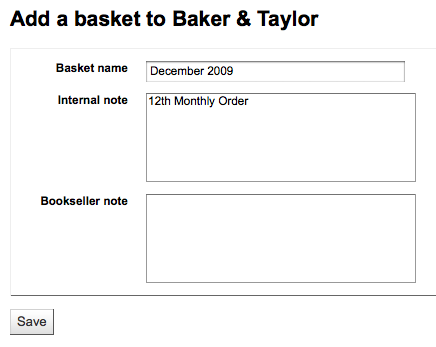 Add a basket to Baker & Taylor
Basket name December 2009
Internal note 12th Monthly Order
Bookseller note
Save